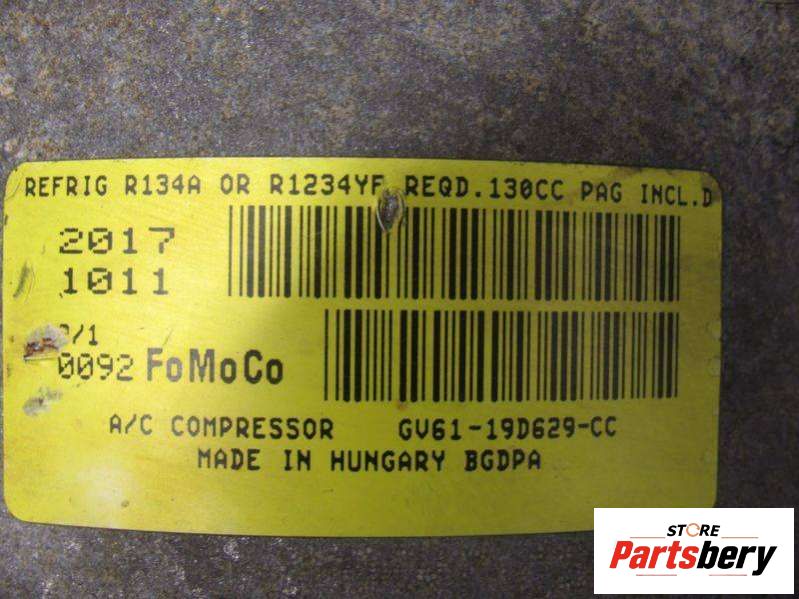 REFRIG R134A OR R1234YF REQD.130CC PAG INCL.D
2017
1011
/1
0092 FoMoCo
A/C COMPRESSOR GV61-19D629-CC
MADE IN HUNGARY BGDPA
STORE
Partsbery